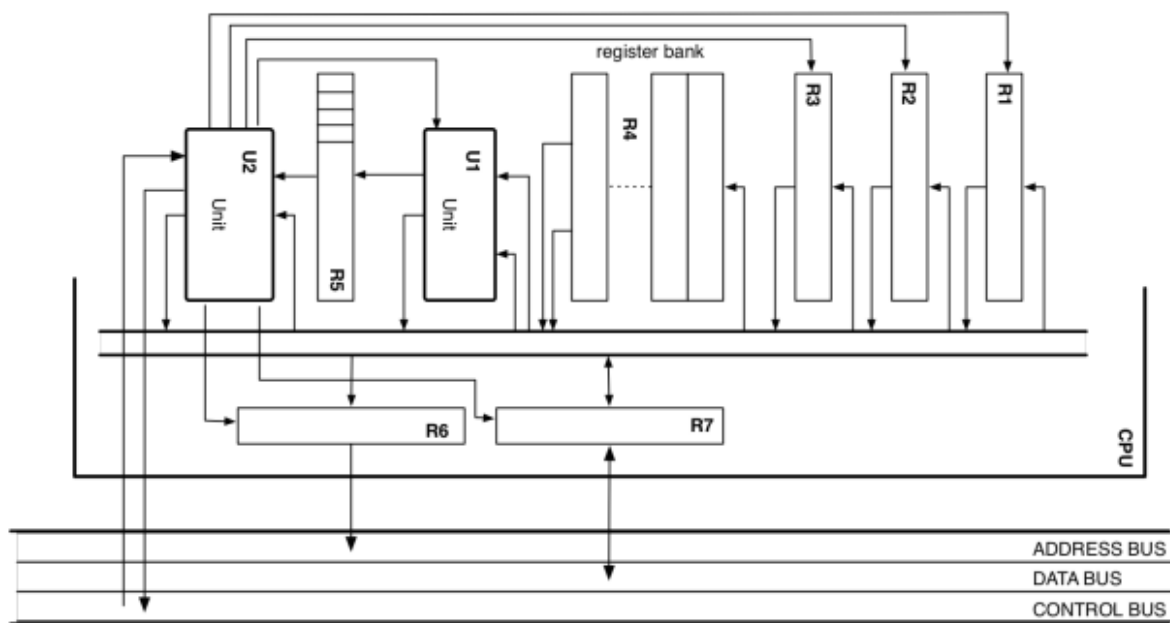 register bank
R1
R2
R3
R4
U1
Unit
R5
U2
Unit
R6
R7
CPU
ADDRESS BUS
DATA BUS
CONTROL BUS